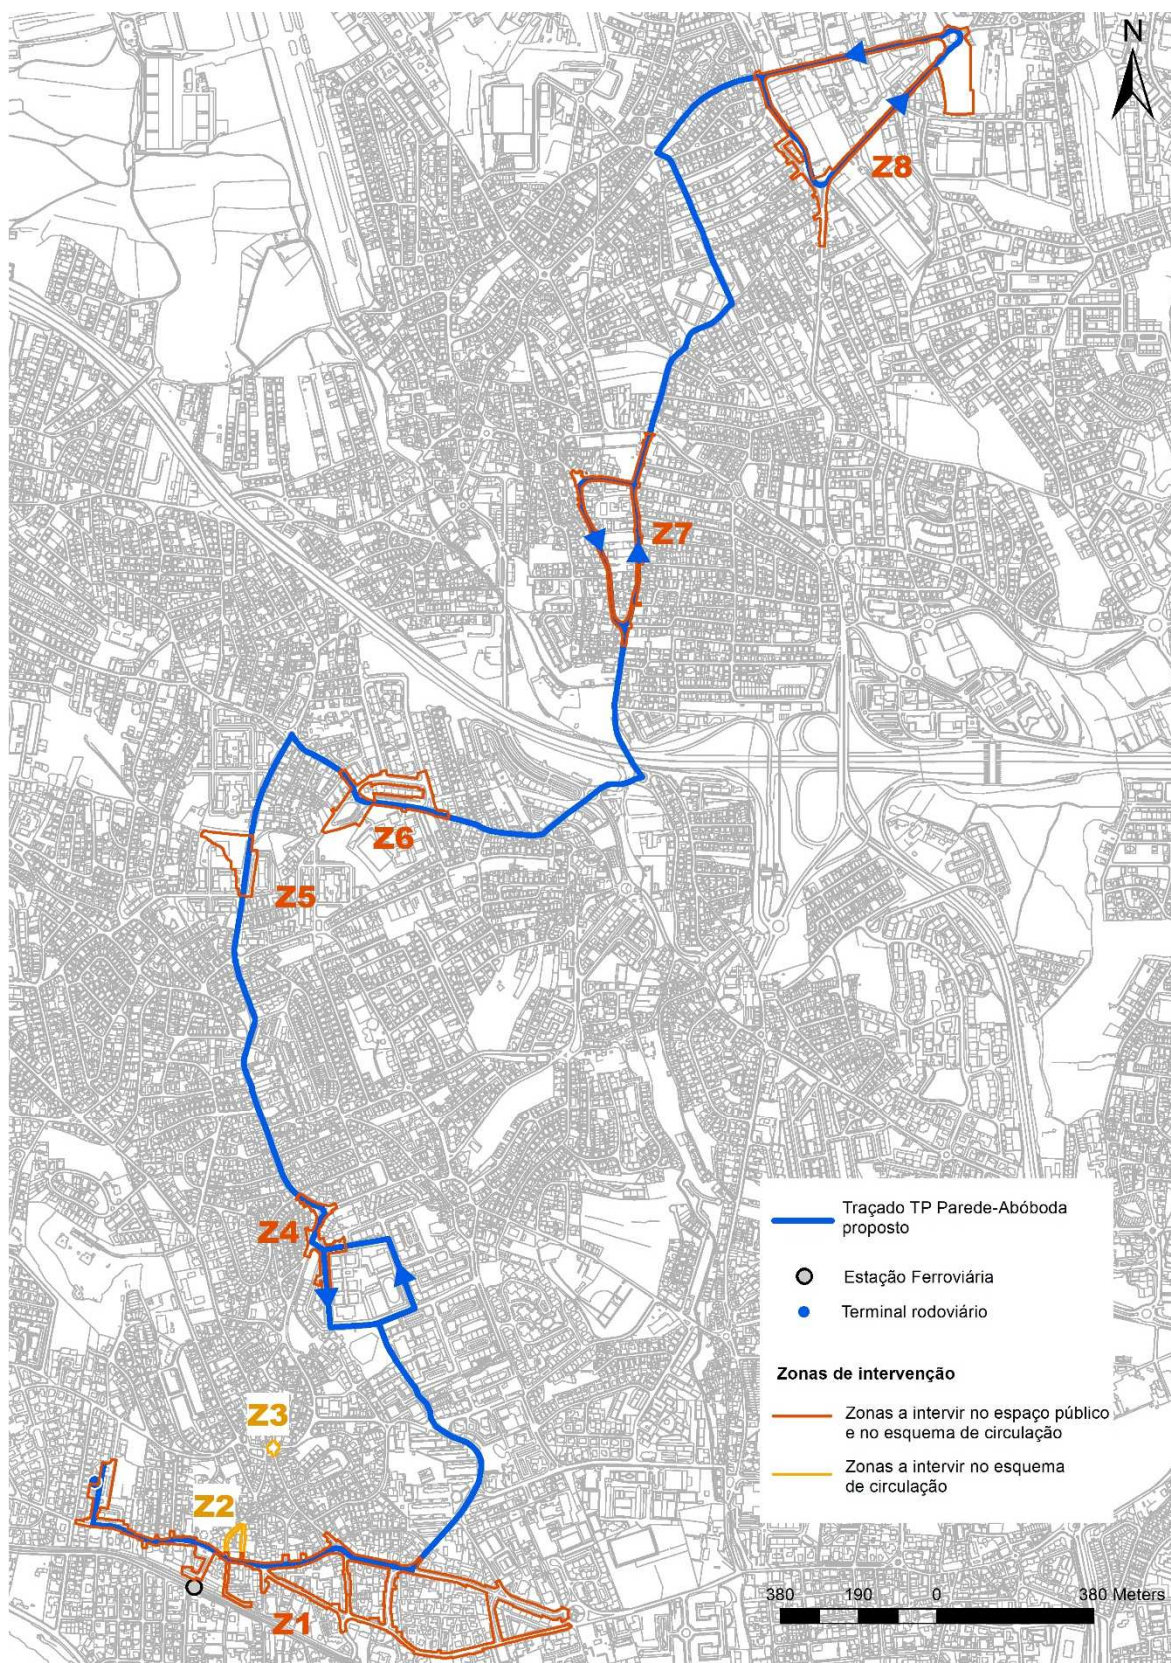 N
Z8
Z7
Z6
Z5
Z4
Traçado TP Parede-Abóboda
proposto
Estação Ferroviária
Terminal rodoviário
Zonas de intervenção
Zonas a intervir no espaço público
e no esquema de circulação
Zonas a intervir no esquema
de circulação
Z3
Z2
Z1
380 190 0 380 Meters